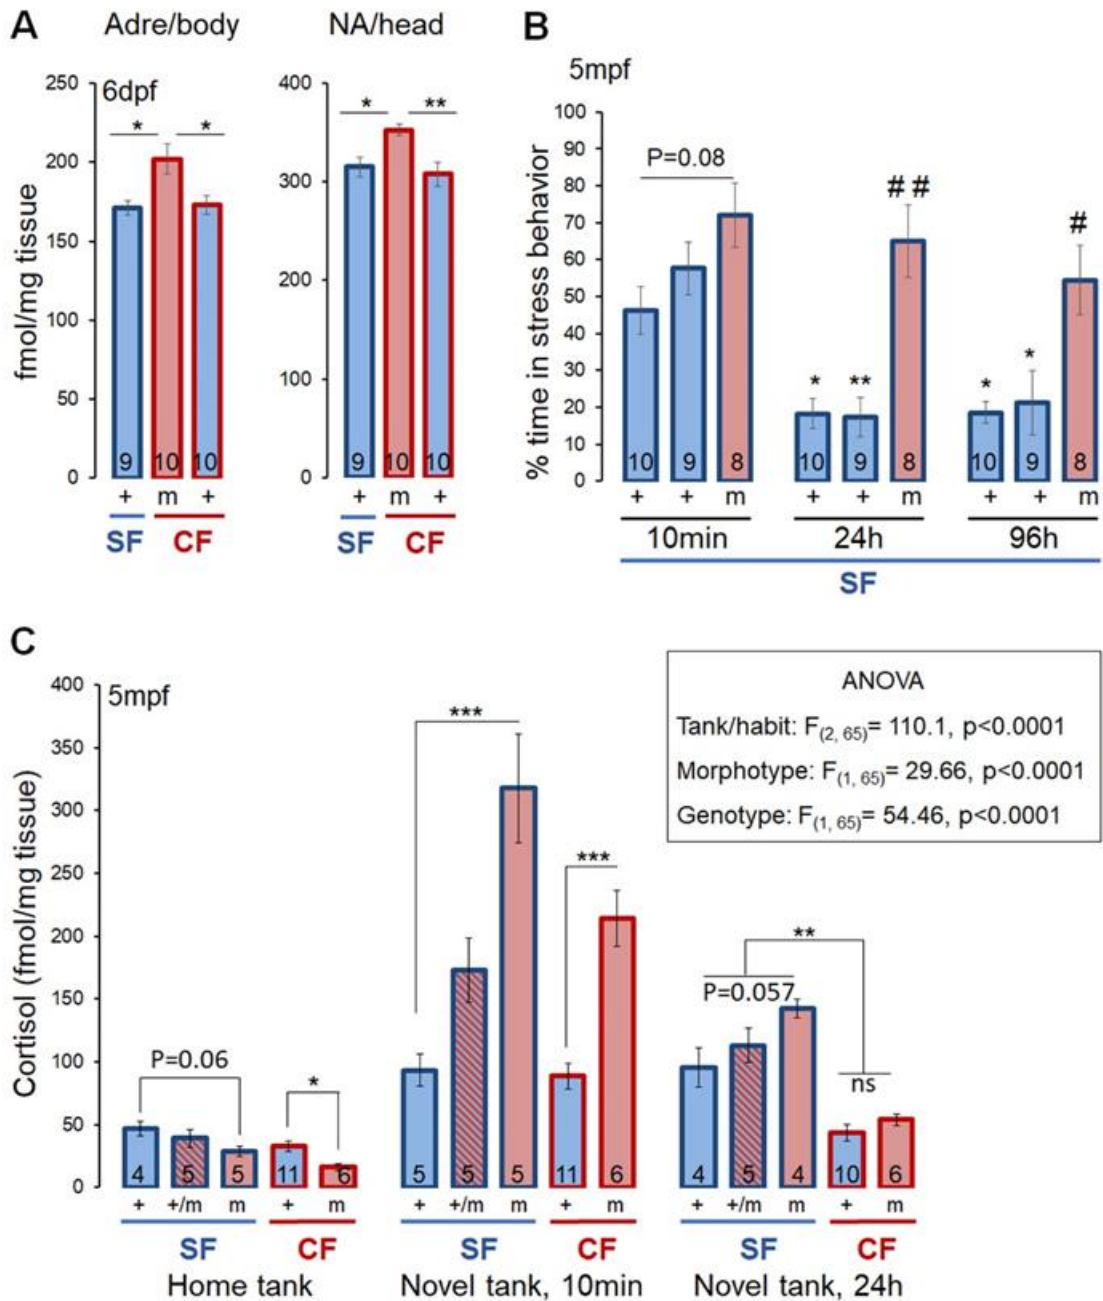 A
Adre/body
NA/head
B
5mpf
fmol/mg tissue
250
200
150
100
50
0
6dpf
*
*
9
10
10
+
m
+
SF
CF
400
300
200
100
0
*
**
9
10
10
+
m
+
SF
CF
% time in stress behavior
100
90
80
70
60
50
40
30
20
10
0
P=0.08
##
#
*
**
*
*
10
9
8
10
9
8
10
9
8
+
+
m
+
+
m
+
+
m
10min
24h
96h
SF
C
5mpf
Cortisol (fmol/mg tissue)
400
350
300
250
200
150
100
50
0
ANOVA
Tank/habit: F(2, 65)= 110.1, p<0.0001
Morphotype: F(1, 65)= 29.66, p<0.0001
Genotype: F(1, 65)= 54.46, p<0.0001
***
***
**
P=0.057
ns
P=0.06
*
4
5
5
11
6
5
5
5
11
6
4
5
4
10
6
+
+/m
m
+
m
+
+/m
m
+
m
+
+/m
m
+
m
SF
CF
SF
CF
SF
CF
Home tank
Novel tank, 10min
Novel tank, 24h